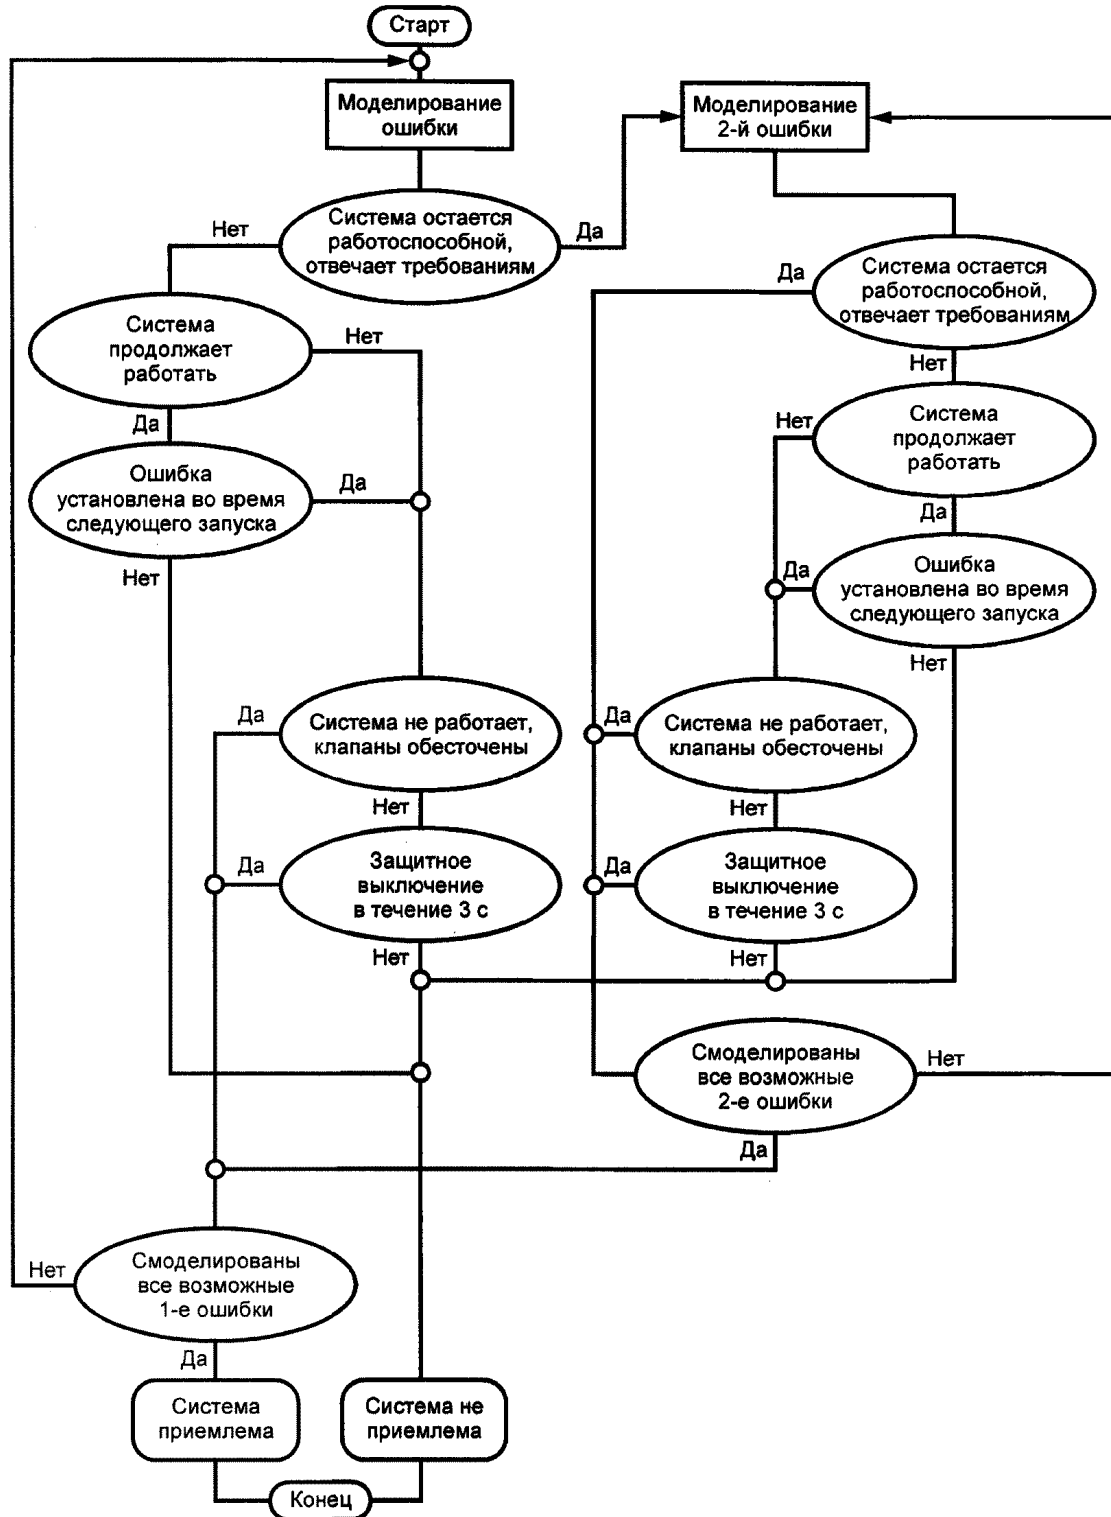 Старт
Моделирование
ошибки
Моделирование
2-й ошибки
Нет
Система остается
работоспособной,
отвечает требованиям
Да
Да
Система остается
работоспособной,
отвечает требованиям
Нет
Система
продолжает
работать
Нет
Да
Нет
Система
продолжает
работать
Да
Ошибка
установлена во время
следующего запуска
Да
Нет
Да
Ошибка
установлена во время
следующего запуска
Нет
Да
Система не работает,
клапаны обесточены
Нет
Да
Система не работает,
клапаны обесточены
Нет
Да
Защитное
выключение
в течение 3 с
Нет
Да
Защитное
выключение
в течение 3 с
Нет
Смоделированы
все возможные
2-е ошибки
Нет
Да
Нет
Смоделированы
все возможные
1-е ошибки
Да
Система
приемлема
Система не
приемлема
Конец